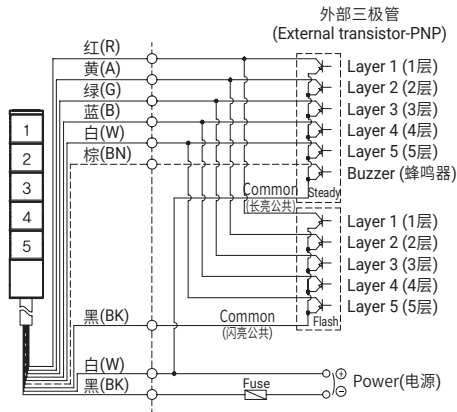 外部三极管
(External transistor-PNP)
红(R)
黄(A)
绿(G)
蓝(B)
白(W)
棕(BN)
Layer 1 (1层)
Layer 2 (2层)
Layer 3 (3层)
Layer 4 (4层)
Layer 5 (5层)
Buzzer (蜂鸣器)
1
2
3
4
5
Common
(长亮公共)
Steady
Layer 1 (1层)
Layer 2 (2层)
Layer 3 (3层)
Layer 4 (4层)
Layer 5 (5层)
黑(BK)
Common
(闪亮公共)
Flash
白(W)
黑(BK)
Fuse
+
-
Power(电源)